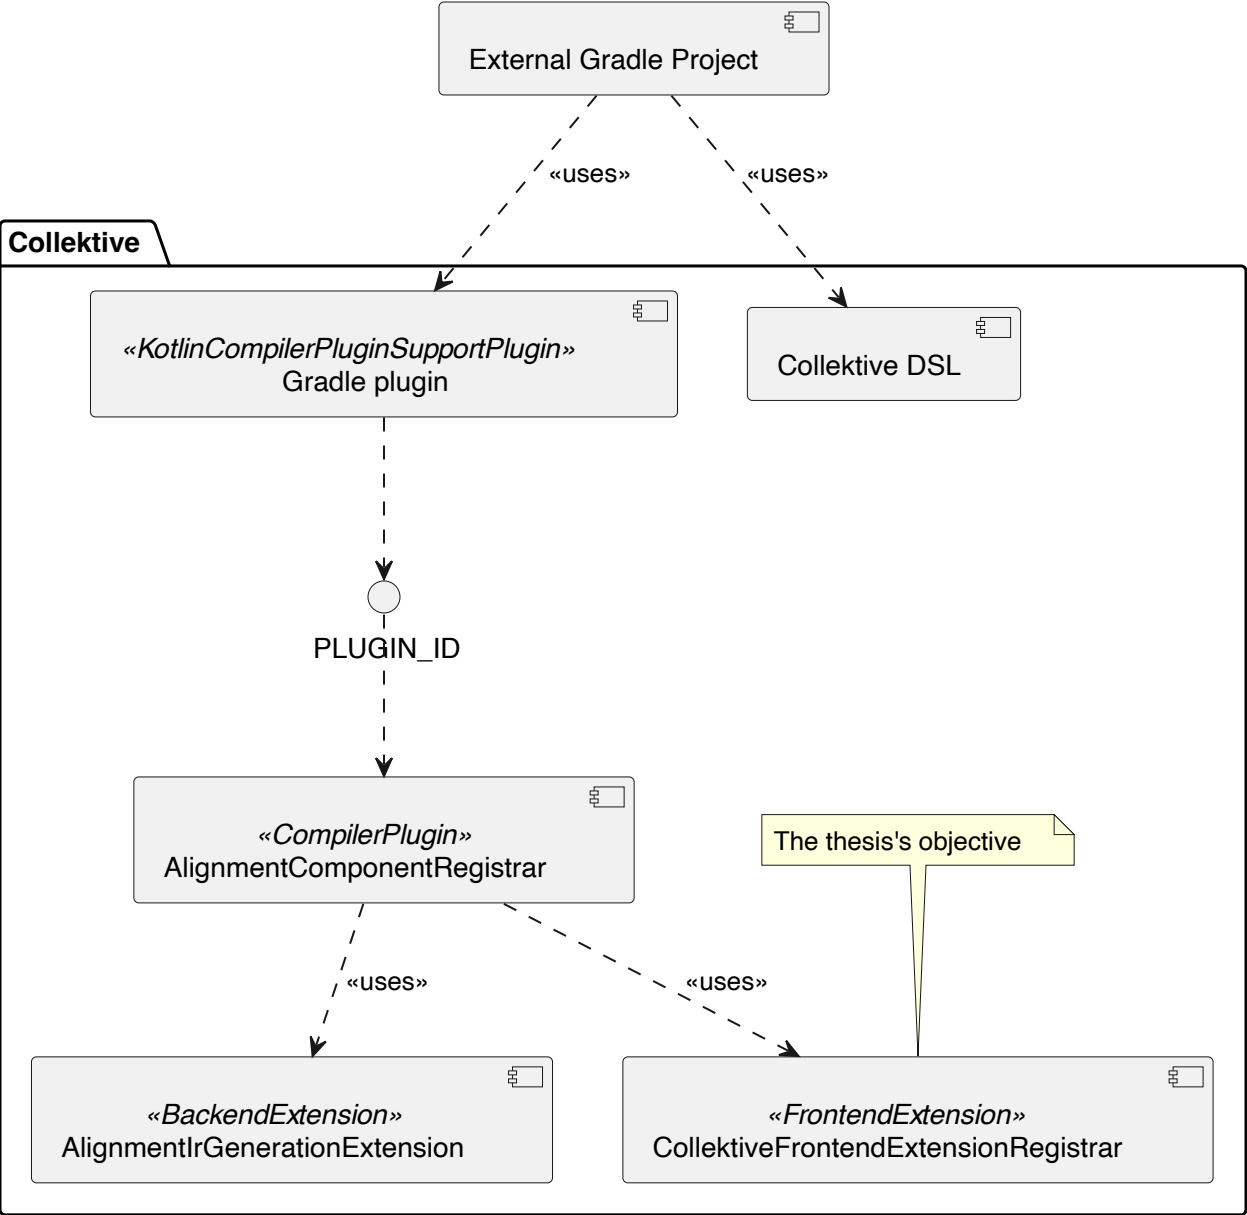 External Gradle Project
«uses»
«uses»
Collektive
«KotlinCompilerPluginSupportPlugin»
Gradle plugin
Collektive DSL
PLUGIN_ID
«CompilerPlugin»
AlignmentComponentRegistrar
The thesis's objective
«uses»
«uses»
«BackendExtension»
AlignmentIrGenerationExtension
«FrontendExtension»
CollektiveFrontendExtensionRegistrar